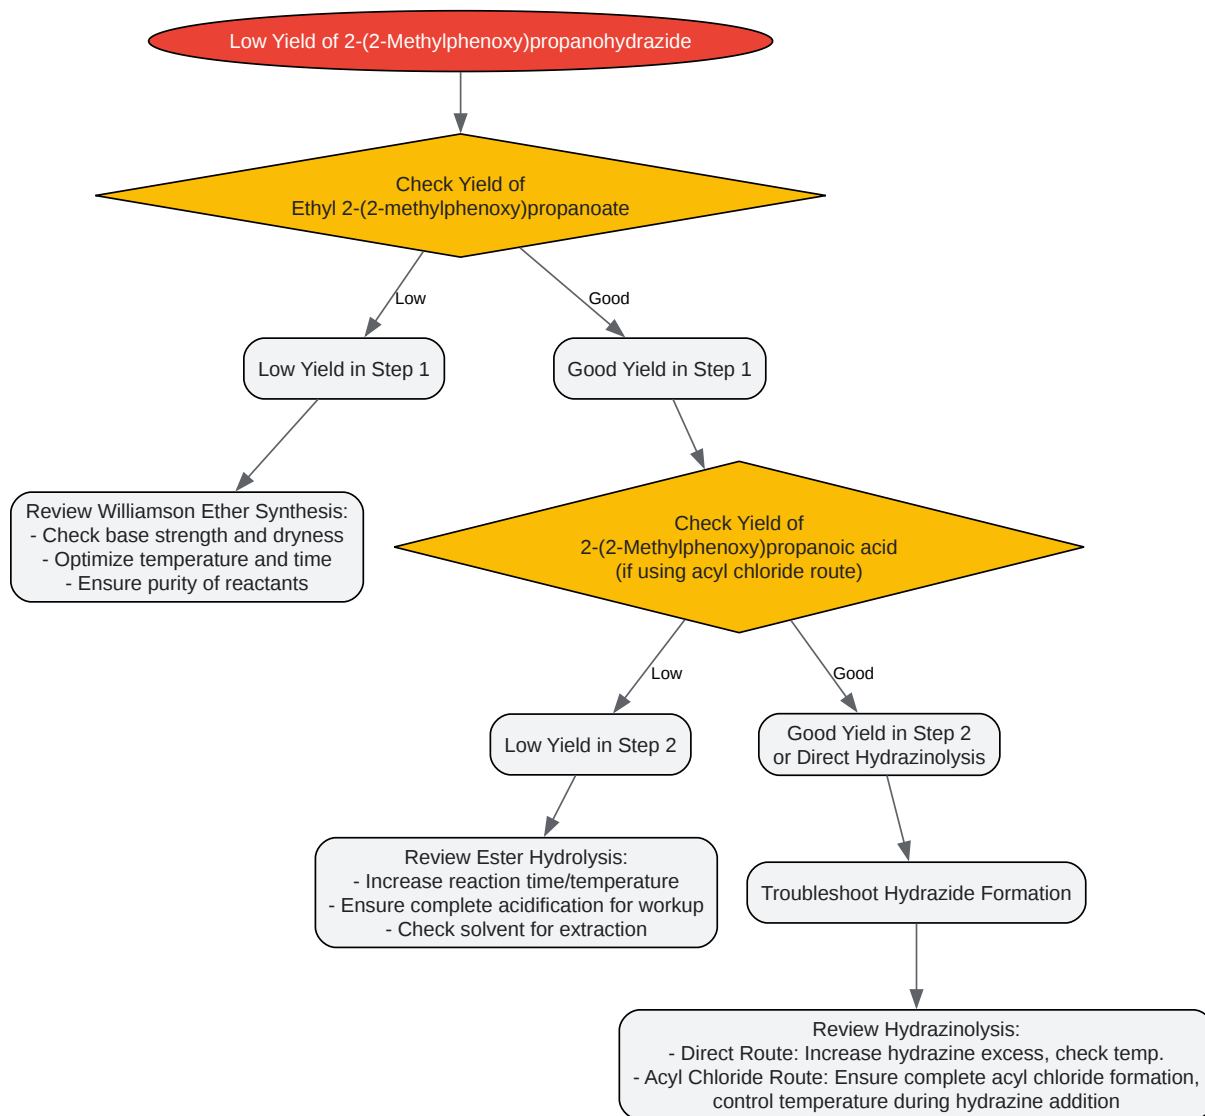 Low Yield of 2-(2-Methylphenoxy)propanohydrazide
Check Yield of
Ethyl 2-(2-methylphenoxy)propanoate
Low
Good
Low Yield in Step 1
Good Yield in Step 1
Review Williamson Ether Synthesis:
- Check base strength and dryness
- Optimize temperature and time
- Ensure purity of reactants
Check Yield of
2-(2-Methylphenoxy)propanoic acid
(if using acyl chloride route)
Low
Good
Low Yield in Step 2
Good Yield in Step 2
or Direct Hydrazinolysis
Review Ester Hydrolysis:
- Increase reaction time/temperature
- Ensure complete acidification for workup
- Check solvent for extraction
Troubleshoot Hydrazide Formation
Review Hydrazinolysis:
- Direct Route: Increase hydrazine excess, check temp.
- Acyl Chloride Route: Ensure complete acyl chloride formation,
control temperature during hydrazine addition